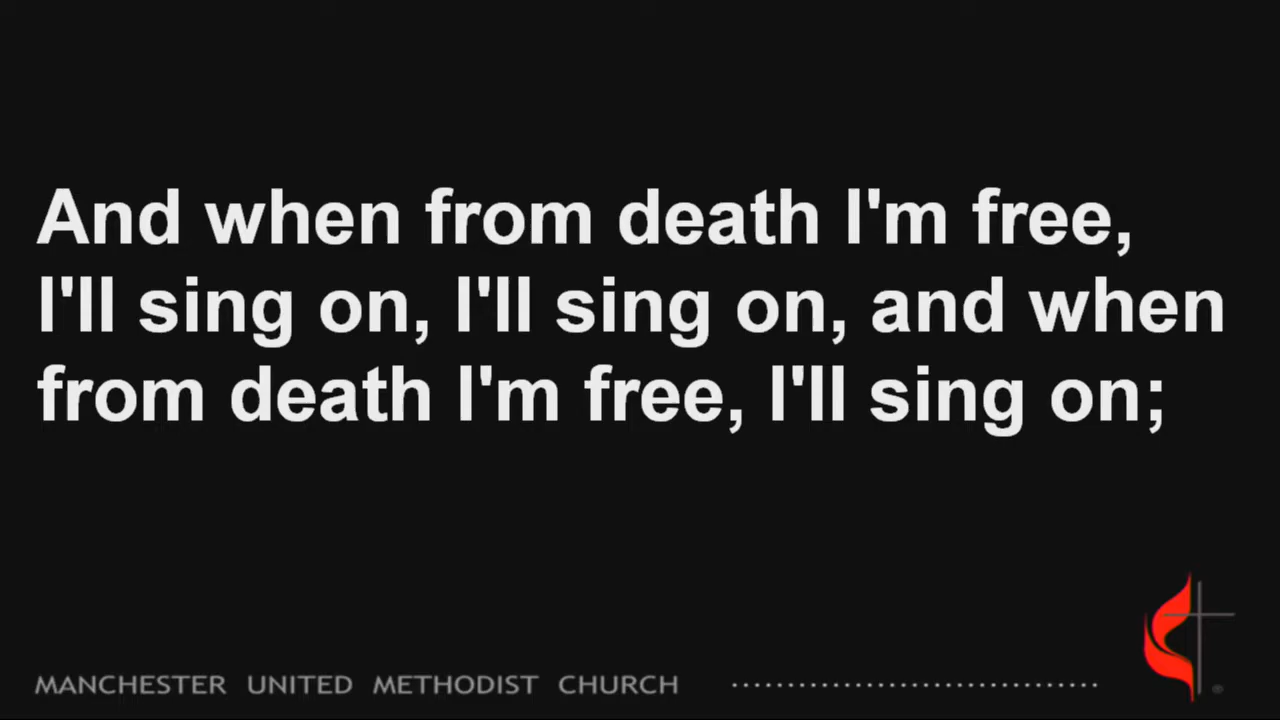 And when from death I'm free,
I'll sing on, I'll sing on, and when
from death I'm free, I'll sing on;
MANCHESTER UNITED METHODIST CHURCH
®